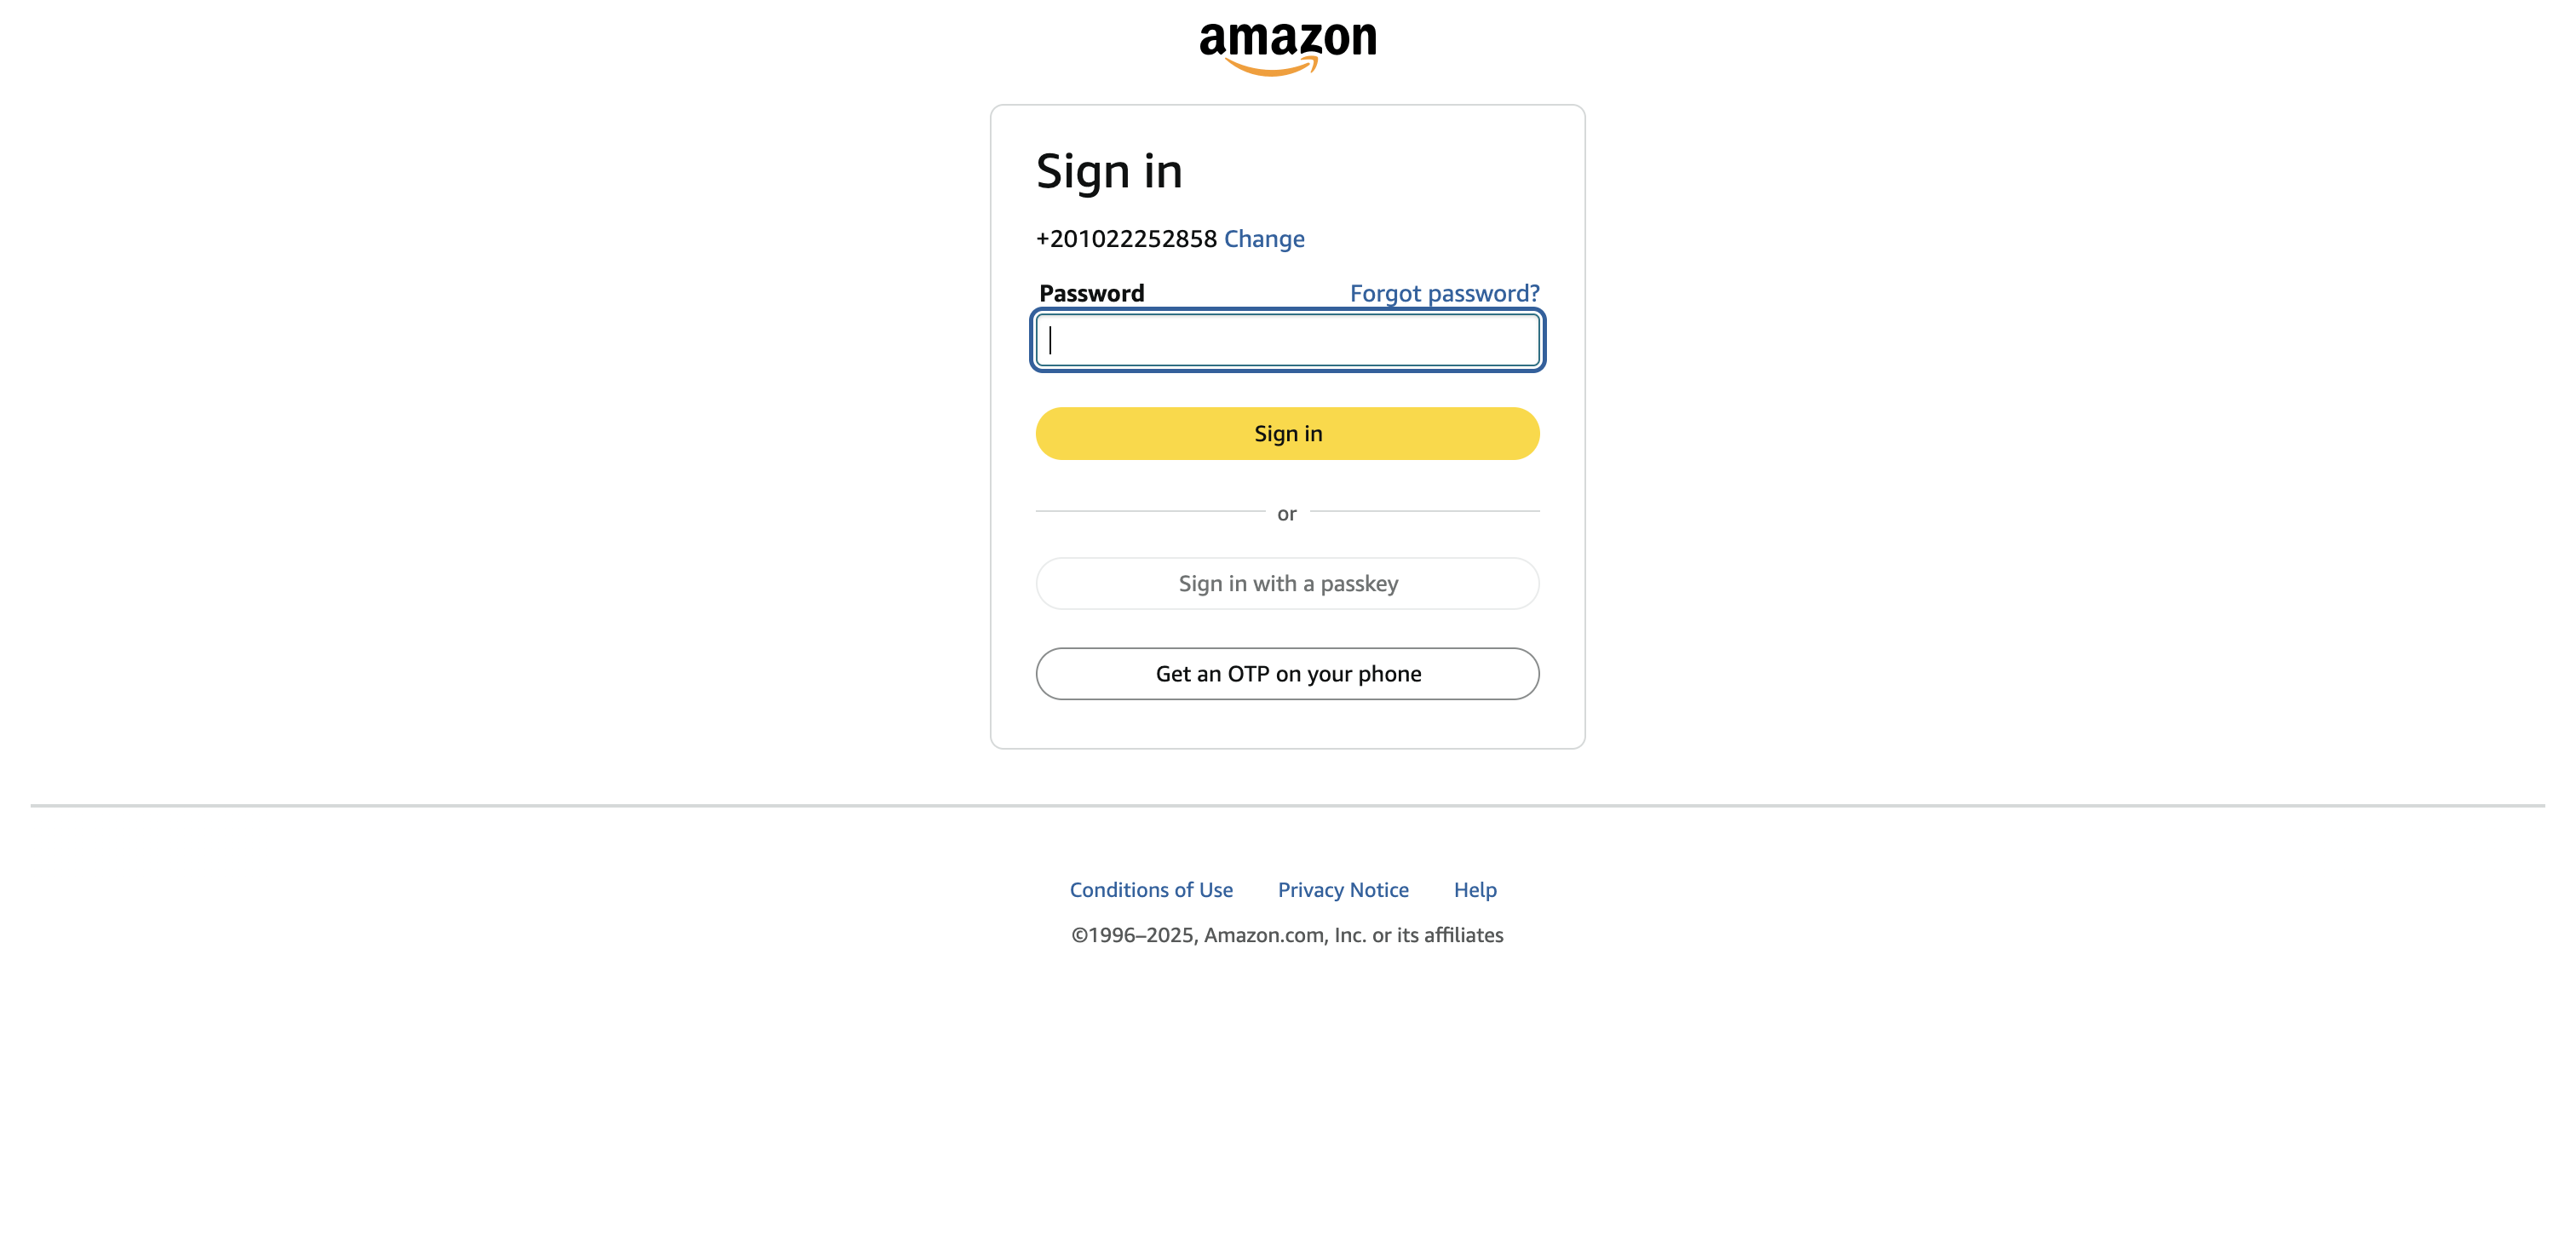 amazon
Sign in
+201022252858 Change
Password Forgot password?
Sign in
or
Sign in with a passkey
Get an OTP on your phone
Conditions of Use Privacy Notice Help
©1996–2025, Amazon.com, Inc. or its affiliates